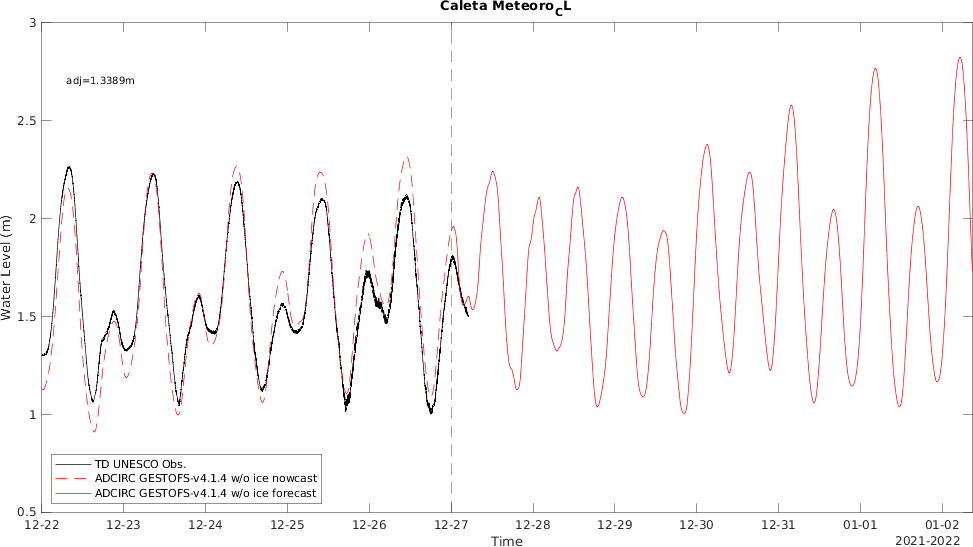 Caleta Meteoro_CL
3
adj=1.3389m
2.5
2
Water Level (m)
1.5
1
TD UNESCO Obs.
ADCIRC GESTOFS-v4.1.4 w/o ice nowcast
ADCIRC GESTOFS-v4.1.4 w/o ice forecast
0.5
12-22 12-23 12-24 12-25 12-26 12-27 12-28 12-29 12-30 12-31 01-01 01-02
Time
2021-2022